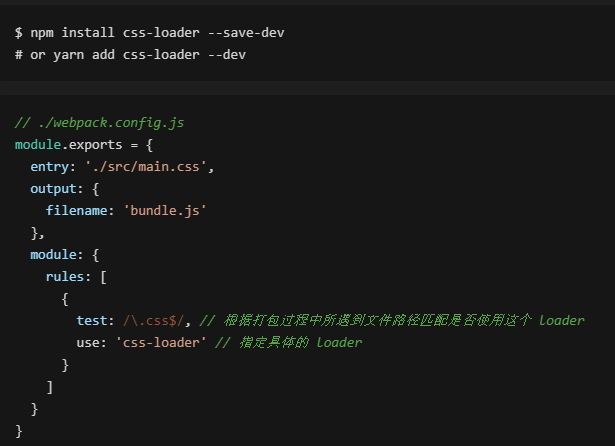 $ npm install css-loader --save-dev
# or yarn add css-loader --dev
// ./webpack.config.js
module.exports = {
  entry: './src/main.css',
  output: {
    filename: 'bundle.js'
  },
  module: {
    rules: [
      {
        test: /\.css$/, // 根据打包过程中所遇到文件路径匹配是否使用这个 loader
        use: 'css-loader' // 指定具体的 loader
      }
    ]
  }
}